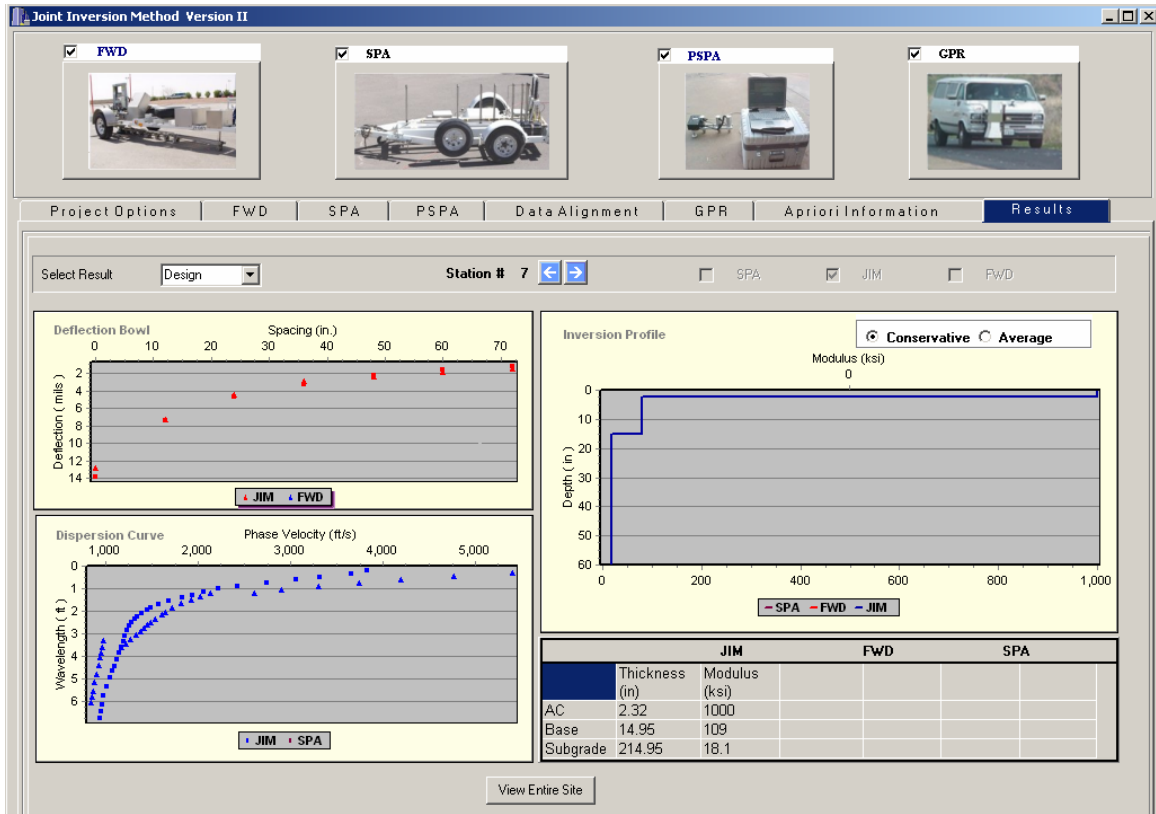 Joint Inversion Method Version II
FWD SPA PSPA GPR
Project Options FWD SPA PSPA Data Alignment GPR Apriori Information Results
Select Result Design Station # 7 SPA JIM FWD
Deflection Bowl
Spacing (in.)
0 10 20 30 40 50 60 70
Deflection ( mils )
2
4
6
8
10
12
14
JIM FWD
Dispersion Curve
Phase Velocity (ft/s)
1,000 2,000 3,000 4,000 5,000
Wavelength ( ft )
0
1
2
3
4
5
6
JIM SPA
Inversion Profile
Conservative Average
Modulus (ksi)
0
Depth ( in )
0
10
20
30
40
50
60
0 200 400 600 800 1,000
SPA FWD JIM
JIM FWD SPA
Thickness (in) Modulus (ksi)
AC 2.32 1000
Base 14.95 109
Subgrade 214.95 18.1
View Entire Site